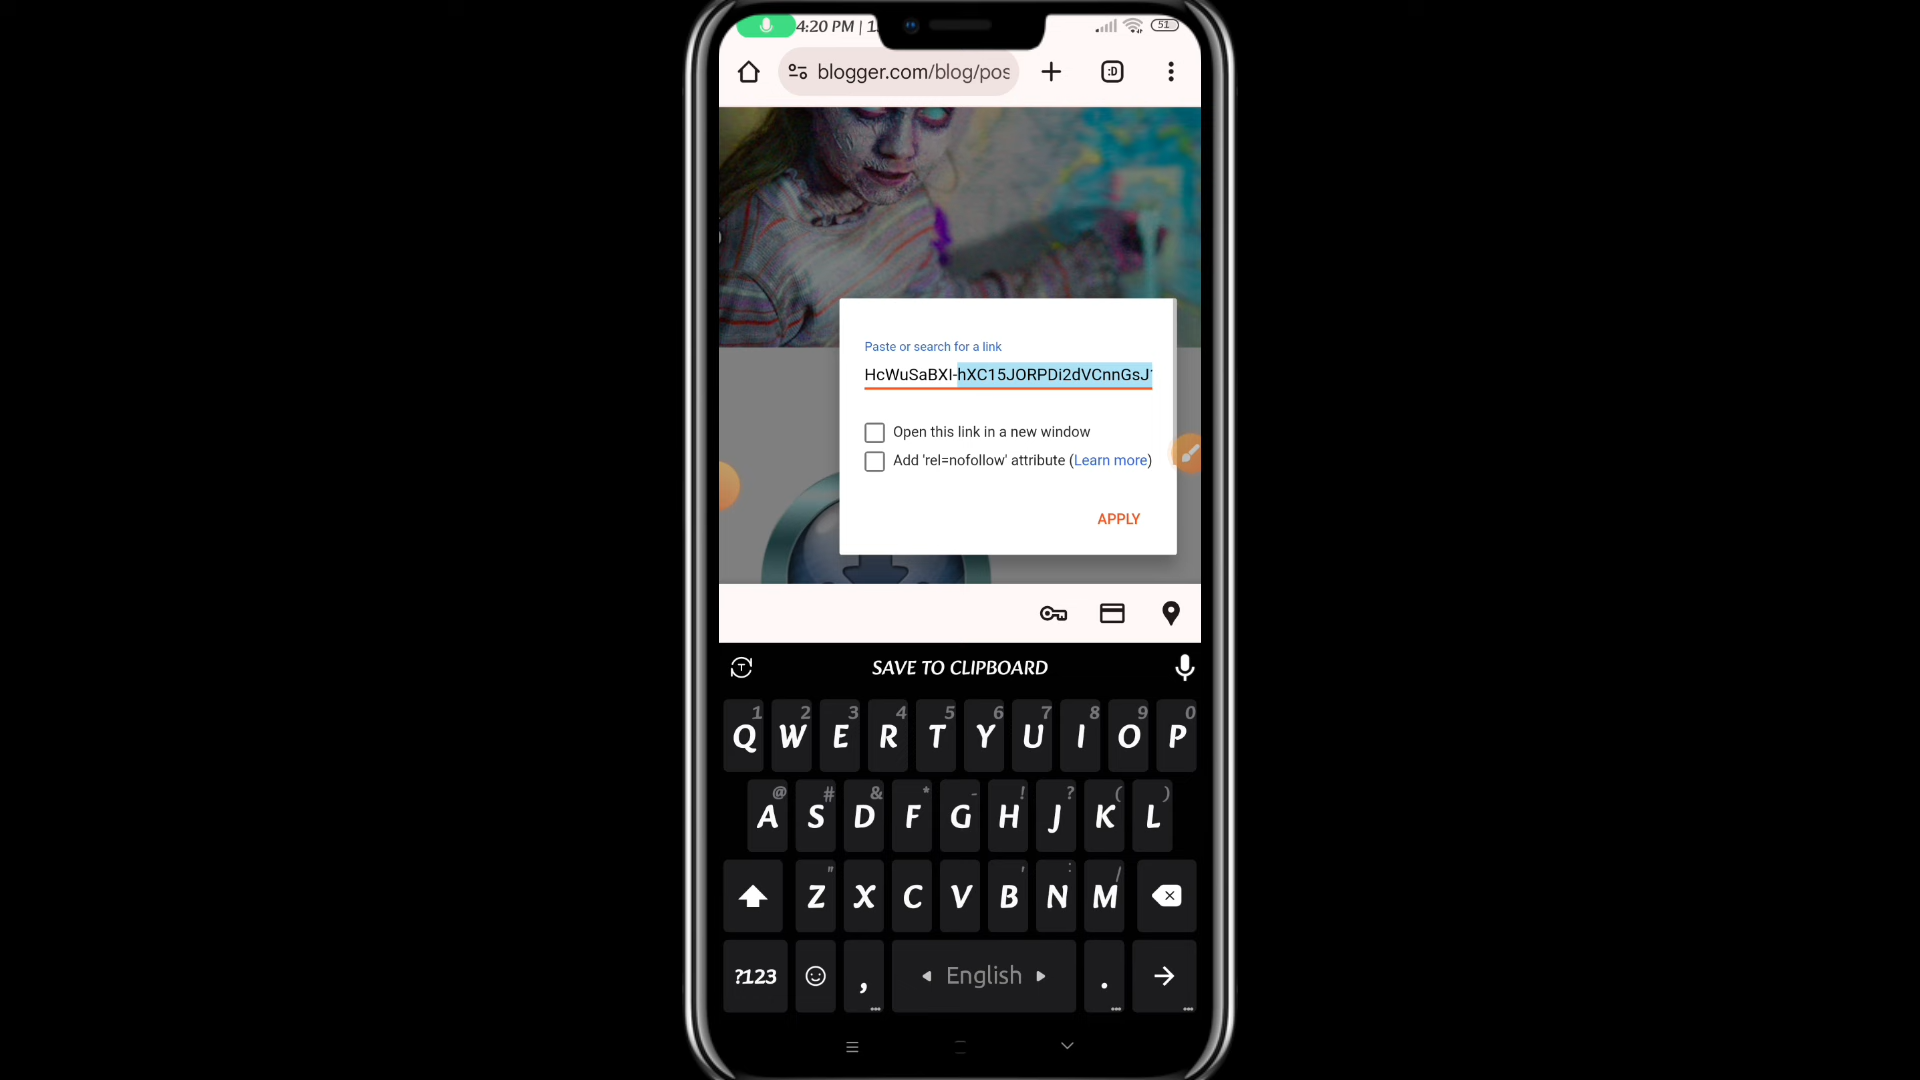 4:20 PM | 1
51
blogger.com/blog/pos
:D
Paste or search for a link
HcWuSaBXI-hXC15JORPDi2dVCnnGsJ
Open this link in a new window
Add 'rel=nofollow' attribute (Learn more)
APPLY
T SAVE TO CLIPBOARD
1 2 3 4 5 6 7 8 9 0
Q W E R T Y U I O P
@ # & * - ! ? ( )
A S D F G H J K L
" ' : /
Z X C V B N M
?123 , English .